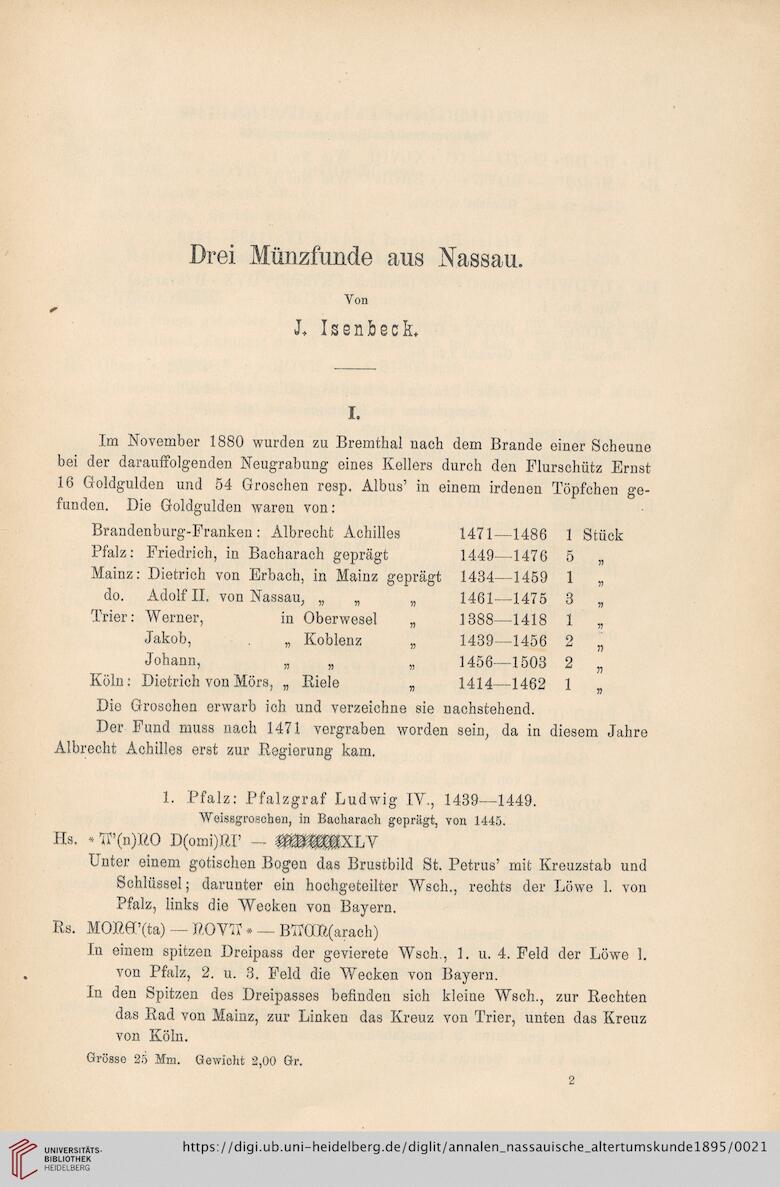 Drei Münzfunde aus Nassau.
Von
J. Isenbeck.
I.
Im November 1880 wurden zu Bremthal nach dem Brande einer Scheune
bei der darauffolgenden Neugrabung eines Kellers durch den Flurschütz Ernst
16 Goldgulden und 54 Groschen resp. Albus' in einem irdenen Töpfchen ge-
funden. Die Goldgulden waren von:
Brandenburg-Franken: Albrecht Achilles 1471—1486 1 Stück
Pfalz: Friedrich, in Bacharach geprägt 1449—1476 5 „
Mainz: Dietrich von Erbach, in Mainz geprägt 1434—1459 1 „
do. Adolf II. von Nassau, „ „ „ 1461—1475 3 „
Trier: Werner, in Oberwesel „ 1388—1418 1 „
Jakob, „ Koblenz „ 1439—1456 2 „
Johann, „ „ „ 1456—1503 2 „
Köln: Dietrich von Mörs, „ Riele „ 1414—1462 1 „
Die Groschen erwarb ich und verzeichne sie nachstehend.
Der Fund muss nach 1471 vergraben worden sein, da in diesem Jahre
Albrecht Achilles erst zur Regierung kam.
1. Pfalz: Pfalzgraf Ludwig IV., 1439—1449.
Weissgroschen, in Bacharach geprägt, von 1445.
Hs. * A'(n)NO D(omi)NI' — XLV
Unter einem gotischen Bogen das Brustbild St. Petrus' mit Kreuzstab und
Schlüssel; darunter ein hochgeteilter Wsch., rechts der Löwe l. von
Pfalz, links die Wecken von Bayern.
Rs. MONE'(ta) — NOVA * — BACN(arach)
In einem spitzen Dreipass der gevierete Wsch., 1. u. 4. Feld der Löwe l.
von Pfalz, 2. u. 3. Feld die Wecken von Bayern.
In den Spitzen des Dreipasses befinden sich kleine Wsch., zur Rechten
das Rad von Mainz, zur Linken das Kreuz von Trier, unten das Kreuz
von Köln.
Grösse 25 Mm. Gewicht 2,00 Gr.
2
UNIVERSITÄTS-
BIBLIOTHEK
HEIDELBERG
https://digi.ub.uni-heidelberg.de/diglit/annalen_nassauische_altertumskunde1895/0021